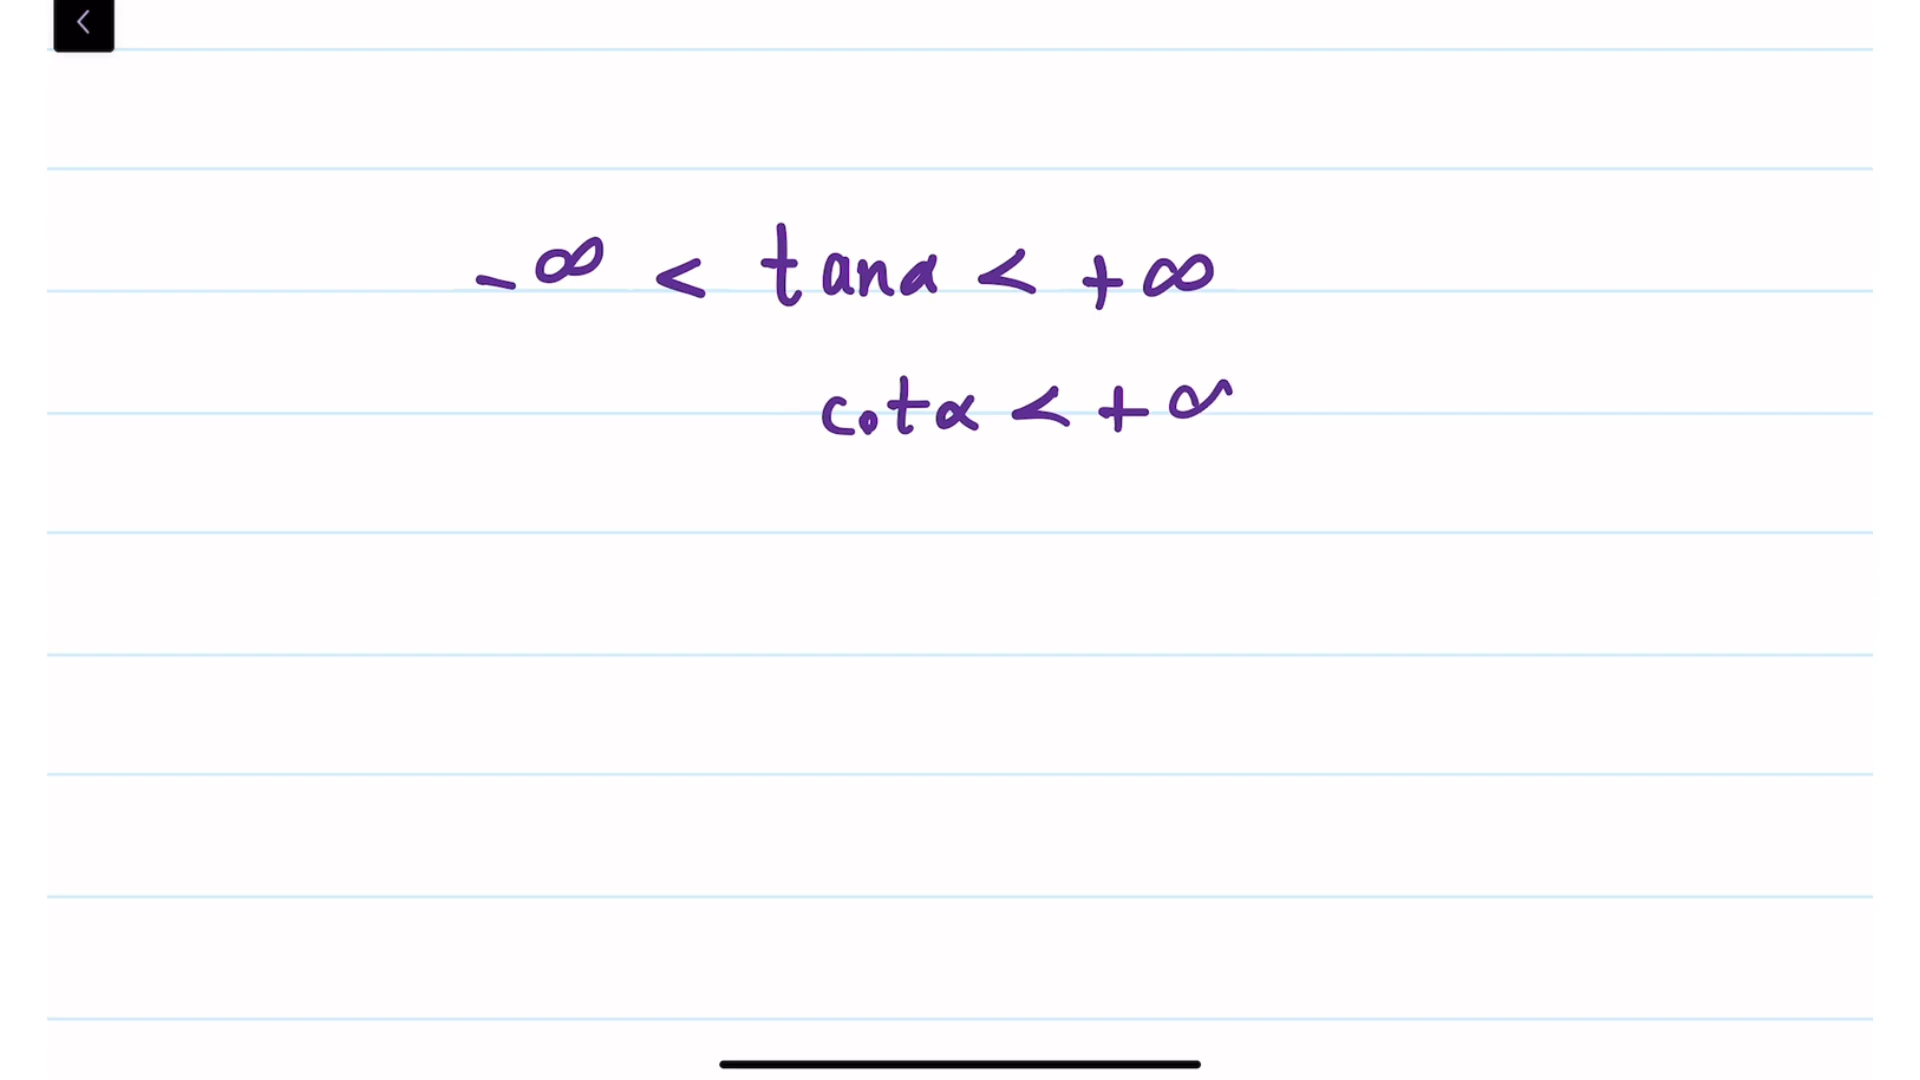 -∞ < tanα < +∞
cotα < +∞